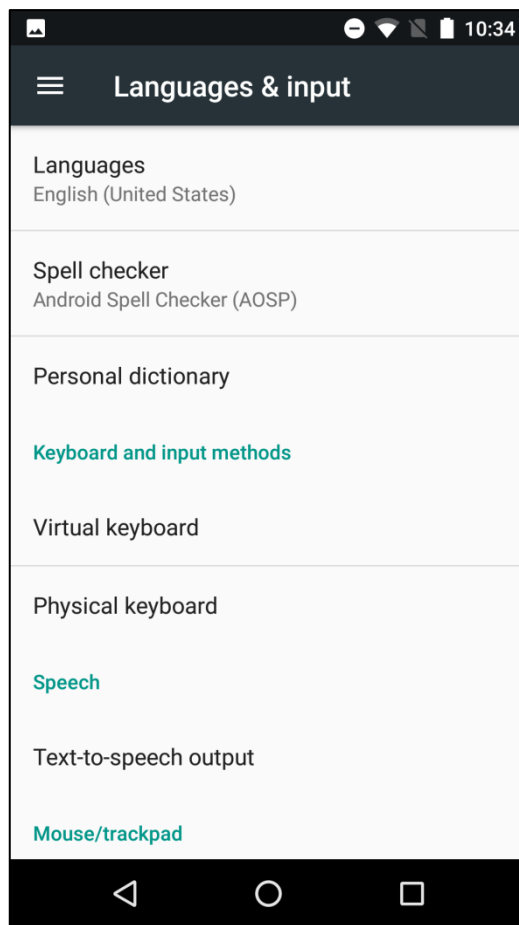 10:34
Languages & input
Languages
English (United States)
Spell checker
Android Spell Checker (AOSP)
Personal dictionary
Keyboard and input methods
Virtual keyboard
Physical keyboard
Speech
Text-to-speech output
Mouse/trackpad